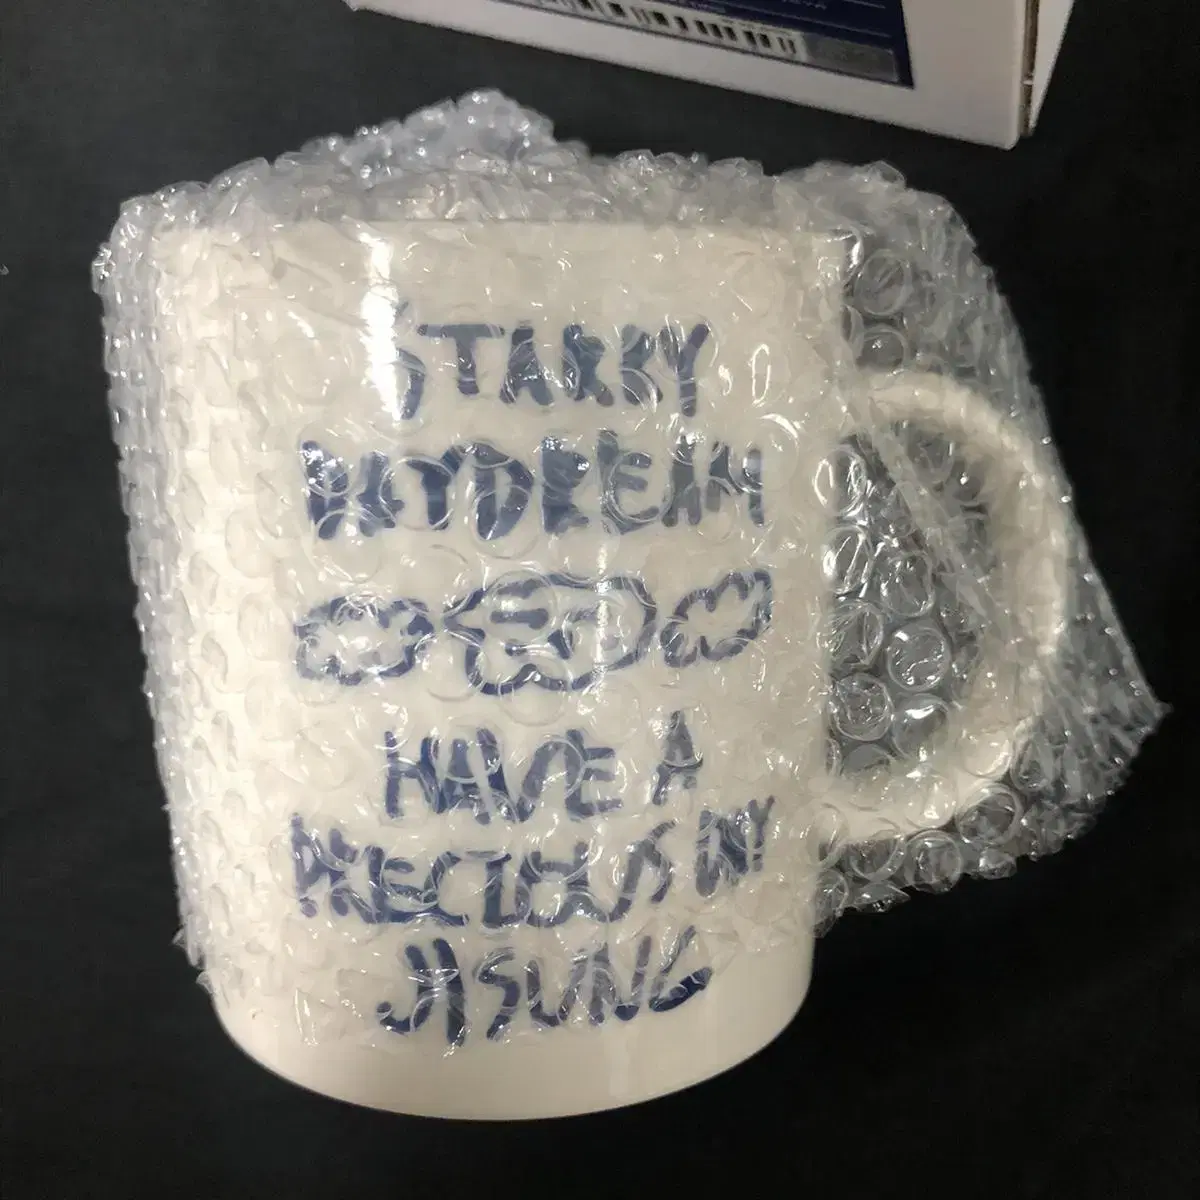 STARRY
DAYDREAM
HAVE A
PRECIOUS DAY
JISUNG